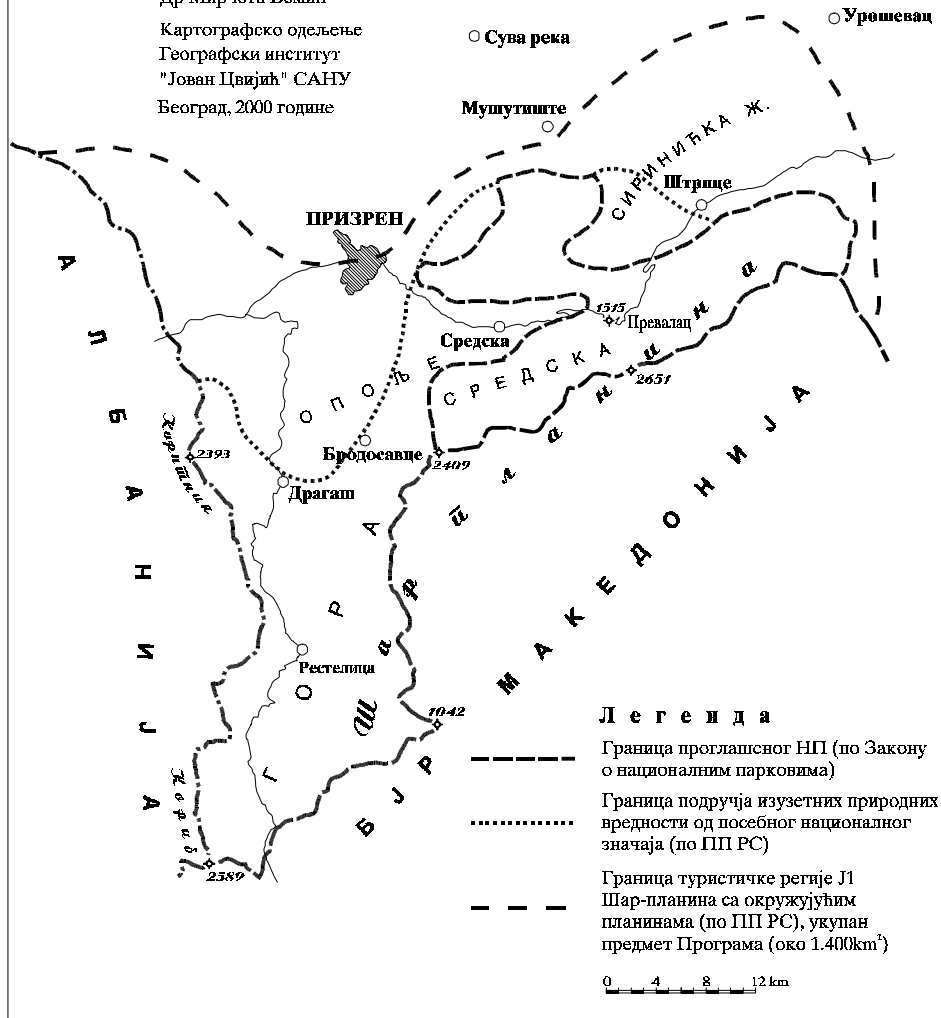 Картографско одељење
Географски институт
"Јован Цвијић" САНУ
Београд, 2000 године
Урошевац
Сува река
Мушутиште
СИРИНИЋКА Ж.
Штрпце
ПРИЗРЕН
АЛБАНИЈА
1515
Превалац
Средска
СРЕДСКА
ОПОЉЕ
2651
Бродосавце
2409
2393
Драгаш
Шар планина
МАКЕДОНИЈА
БЈР
ГОРА
Рестелица
1042
2589
Легенда
Граница проглашсног НП (по Закону
о националним парковима)
Граница подручја изузетних природних
вредности од посебног националног
значаја (по ПП РС)
Граница туристичке регије Ј1
Шар-планина са окружујућим
планинама (по ПП РС), укупан
предмет Програма (око 1.400km²)
0 4 8 12 km